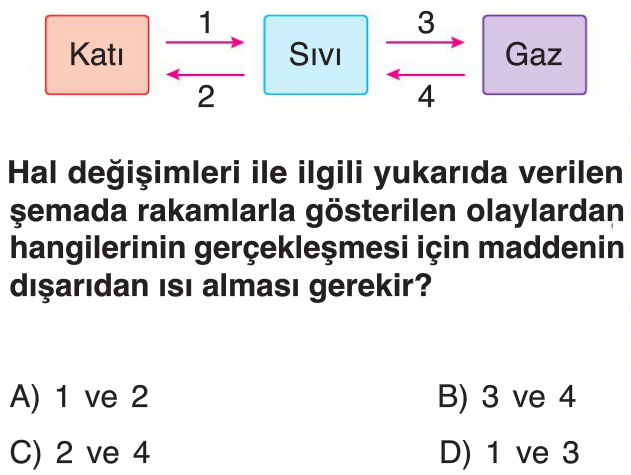 1 3
Katı Sıvı Gaz
2 4
Hal değişimleri ile ilgili yukarıda verilen
şemada rakamlarla gösterilen olaylardan
hangilerinin gerçekleşmesi için maddenin
dışarıdan ısı alması gerekir?
A) 1 ve 2 B) 3 ve 4
C) 2 ve 4 D) 1 ve 3